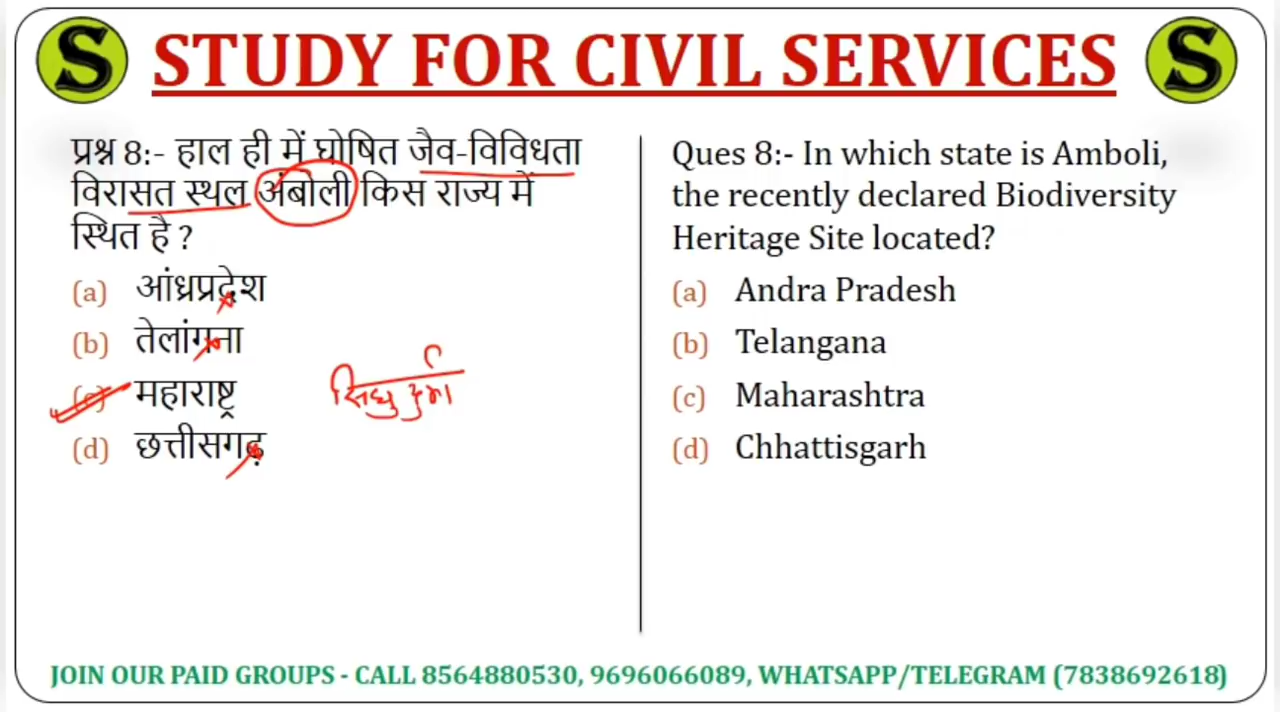 S STUDY FOR CIVIL SERVICES S
प्रश्न 8:- हाल ही में घोषित जैव-विविधता
विरासत स्थल अंबोली किस राज्य में
स्थित है ?
(a) आंध्रप्रदेश
(b) तेलांगना
(c) महाराष्ट्र
(d) छत्तीसगढ़
सिंधु दुर्ग
Ques 8:- In which state is Amboli,
the recently declared Biodiversity
Heritage Site located?
(a) Andra Pradesh
(b) Telangana
(c) Maharashtra
(d) Chhattisgarh
JOIN OUR PAID GROUPS - CALL 8564880530, 9696066089, WHATSAPP/TELEGRAM (7838692618)